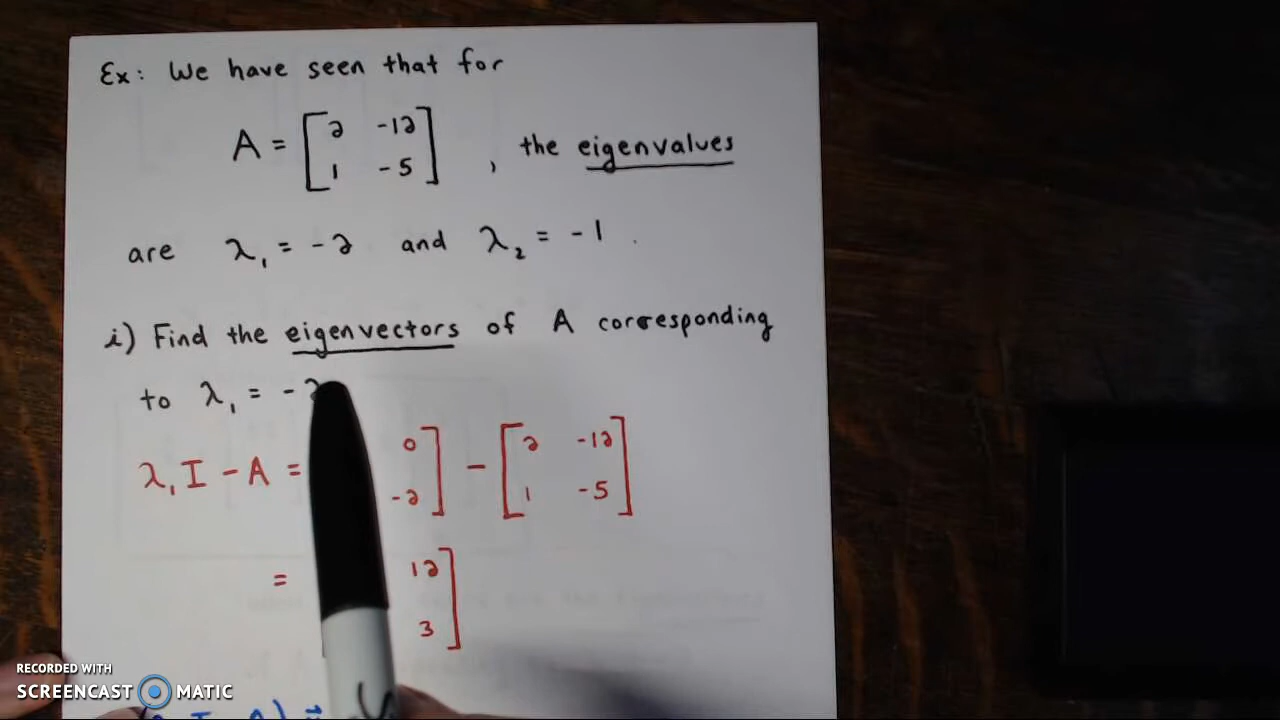 Ex: We have seen that for
A = [ 2 -12
1 -5 ] , the eigenvalues
are λ₁ = -2 and λ₂ = -1 .
i) Find the eigenvectors of A corresponding
to λ₁ = -2
λ₁I - A = 0 ] - [ 2 -12
-2 ] [ 1 -5 ]
= 12
3 ]
RECORDED WITH
SCREENCAST MATIC